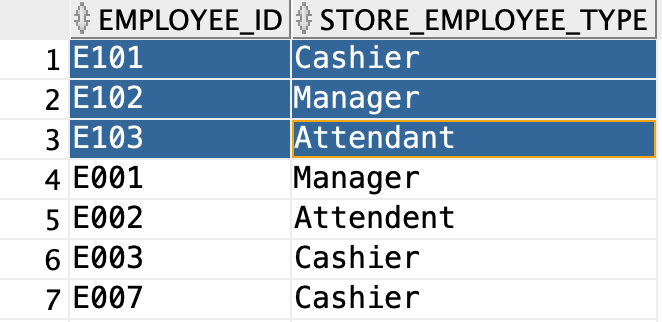 EMPLOYEE_ID STORE_EMPLOYEE_TYPE
1 E101 Cashier
2 E102 Manager
3 E103 Attendant
4 E001 Manager
5 E002 Attendent
6 E003 Cashier
7 E007 Cashier